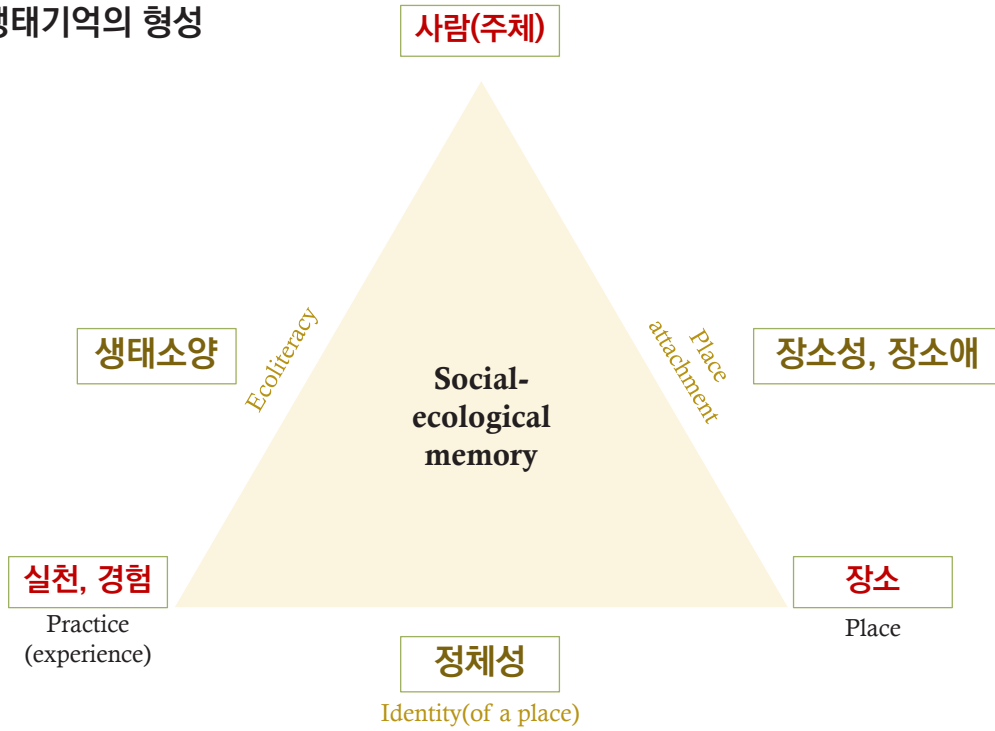 생태기억의 형성
사람(주체)
생태소양
Ecoliteracy
Place
attachment
장소성, 장소애
Social-
ecological
memory
실천, 경험
Practice
(experience)
장소
Place
정체성
Identity(of a place)